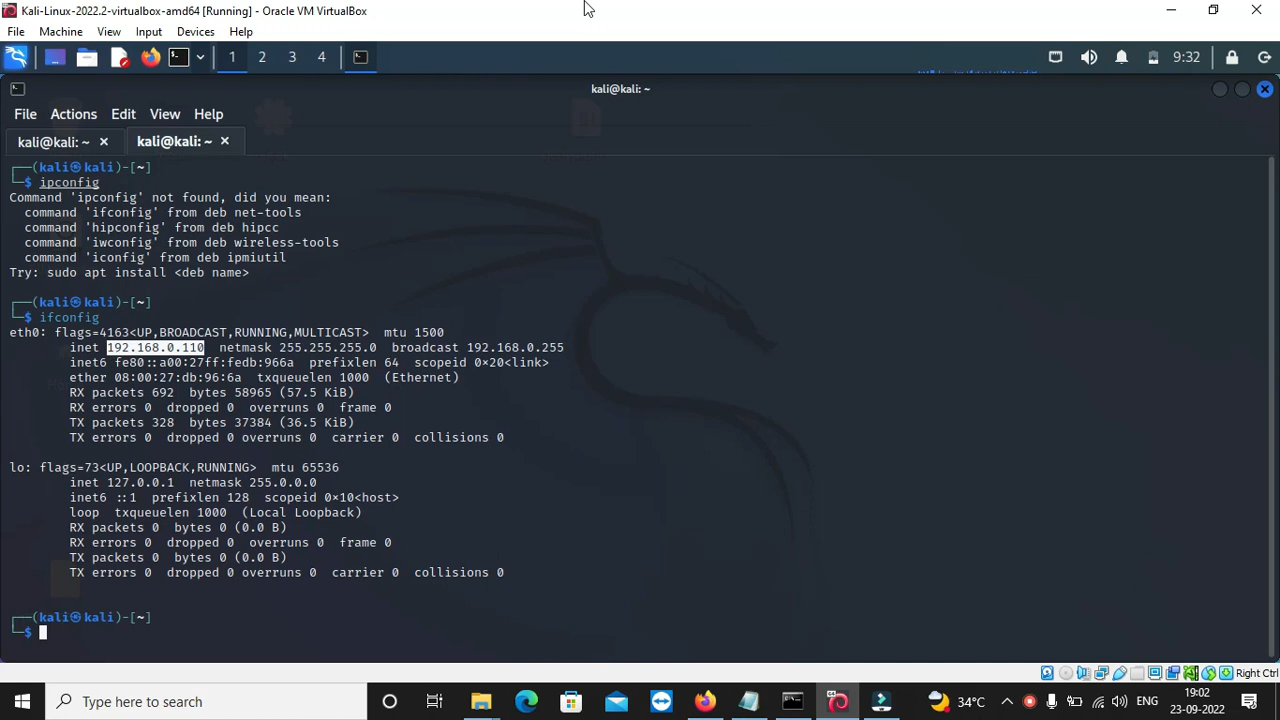 Kali-Linux-2022.2-virtualbox-amd64 [Running] - Oracle VM VirtualBox
File Machine View Input Devices Help
1 2 3 4 9:32
kali@kali: ~
File Actions Edit View Help
kali@kali: ~ × kali@kali: ~ ×
┌──(kali㉿kali)-[~]
└─$ ipconfig
Command 'ipconfig' not found, did you mean:
command 'ifconfig' from deb net-tools
command 'hipconfig' from deb hipcc
command 'iwconfig' from deb wireless-tools
command 'iconfig' from deb ipmiutil
Try: sudo apt install <deb name>
┌──(kali㉿kali)-[~]
└─$ ifconfig
eth0: flags=4163<UP,BROADCAST,RUNNING,MULTICAST> mtu 1500
inet 192.168.0.110 netmask 255.255.255.0 broadcast 192.168.0.255
inet6 fe80::a00:27ff:fedb:966a prefixlen 64 scopeid 0×20<link>
ether 08:00:27:db:96:6a txqueuelen 1000 (Ethernet)
RX packets 692 bytes 58965 (57.5 KiB)
RX errors 0 dropped 0 overruns 0 frame 0
TX packets 328 bytes 37384 (36.5 KiB)
TX errors 0 dropped 0 overruns 0 carrier 0 collisions 0
lo: flags=73<UP,LOOPBACK,RUNNING> mtu 65536
inet 127.0.0.1 netmask 255.0.0.0
inet6 ::1 prefixlen 128 scopeid 0×10<host>
loop txqueuelen 1000 (Local Loopback)
RX packets 0 bytes 0 (0.0 B)
RX errors 0 dropped 0 overruns 0 frame 0
TX packets 0 bytes 0 (0.0 B)
TX errors 0 dropped 0 overruns 0 carrier 0 collisions 0
┌──(kali㉿kali)-[~]
└─$
Right Ctrl
Type here to search 34°C ENG 19:02
23-09-2022